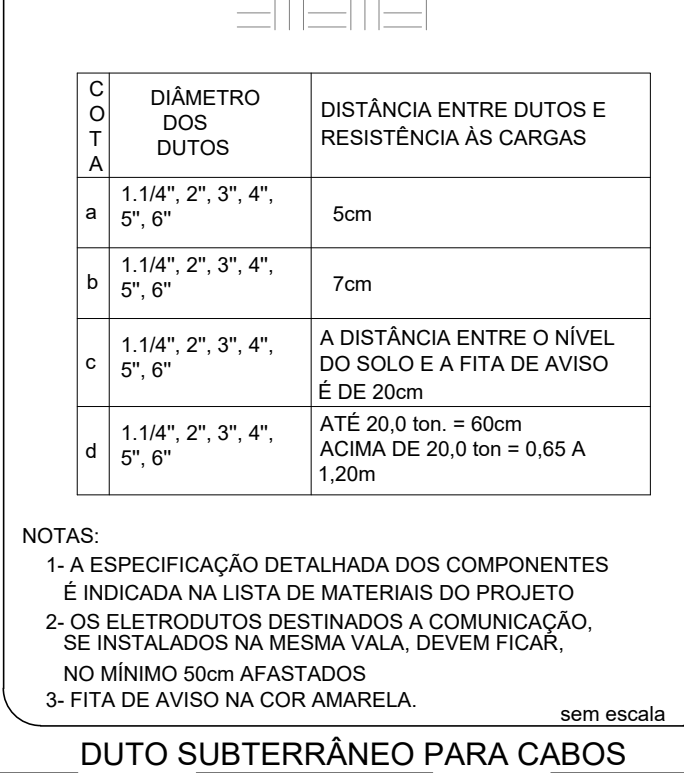 C
O
T
A
DIÂMETRO
DOS
DUTOS
DISTÂNCIA ENTRE DUTOS E
RESISTÊNCIA ÀS CARGAS
a
1.1/4", 2", 3", 4",
5", 6"
5cm
b
1.1/4", 2", 3", 4",
5", 6"
7cm
c
1.1/4", 2", 3", 4",
5", 6"
A DISTÂNCIA ENTRE O NÍVEL
DO SOLO E A FITA DE AVISO
É DE 20cm
d
1.1/4", 2", 3", 4",
5", 6"
ATÉ 20,0 ton. = 60cm
ACIMA DE 20,0 ton = 0,65 A
1,20m
NOTAS:
1- A ESPECIFICAÇÃO DETALHADA DOS COMPONENTES
É INDICADA NA LISTA DE MATERIAIS DO PROJETO
2- OS ELETRODUTOS DESTINADOS A COMUNICAÇÃO,
SE INSTALADOS NA MESMA VALA, DEVEM FICAR,
NO MÍNIMO 50cm AFASTADOS
3- FITA DE AVISO NA COR AMARELA.
sem escala
DUTO SUBTERRÂNEO PARA CABOS